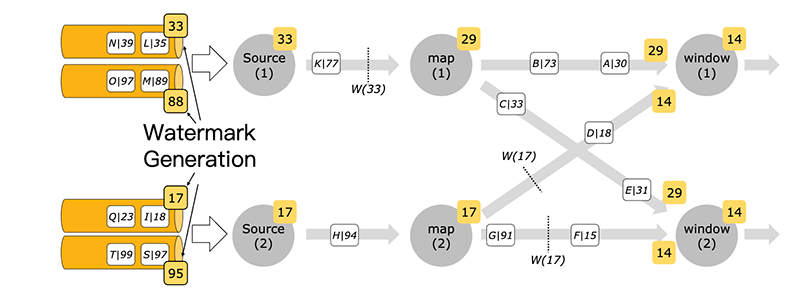 33
N|39 L|35
O|97 M|89
88
Source
(1)
33
K|77
W(33)
map
(1)
29
B|73
A|30
29
window
(1)
14
14
C|33
D|18
Watermark
Generation
W(17)
E|31
29
17
Q|23 I|18
T|99 S|97
95
Source
(2)
17
H|94
map
(2)
17
G|91
F|15
W(17)
14
window
(2)
14